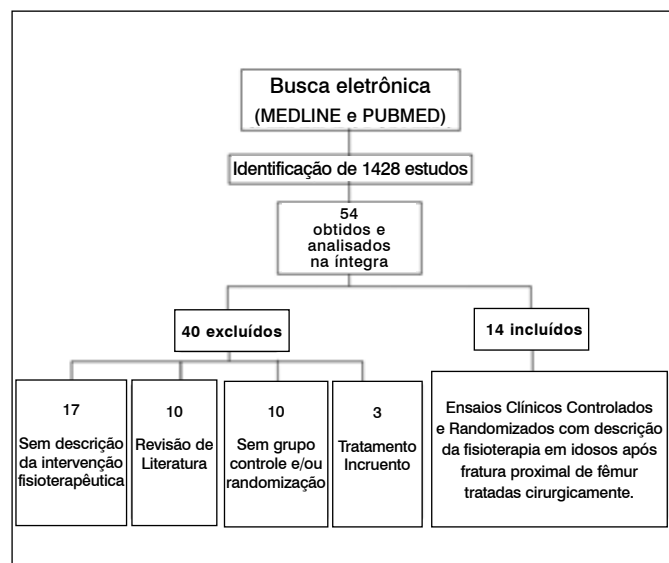 Busca eletrônica
(MEDLINE e PUBMED)
Identificação de 1428 estudos
54
obtidos e
analisados
na íntegra
40 excluídos
14 incluídos
17
Sem descrição
da intervenção
fisioterapêutica
10
Revisão de
Literatura
10
Sem grupo
controle e/ou
randomização
3
Tratamento
Incruento
Ensaios Clínicos Controlados
e Randomizados com descrição
da fisioterapia em idosos após
fratura proximal de fêmur
tratadas cirurgicamente.